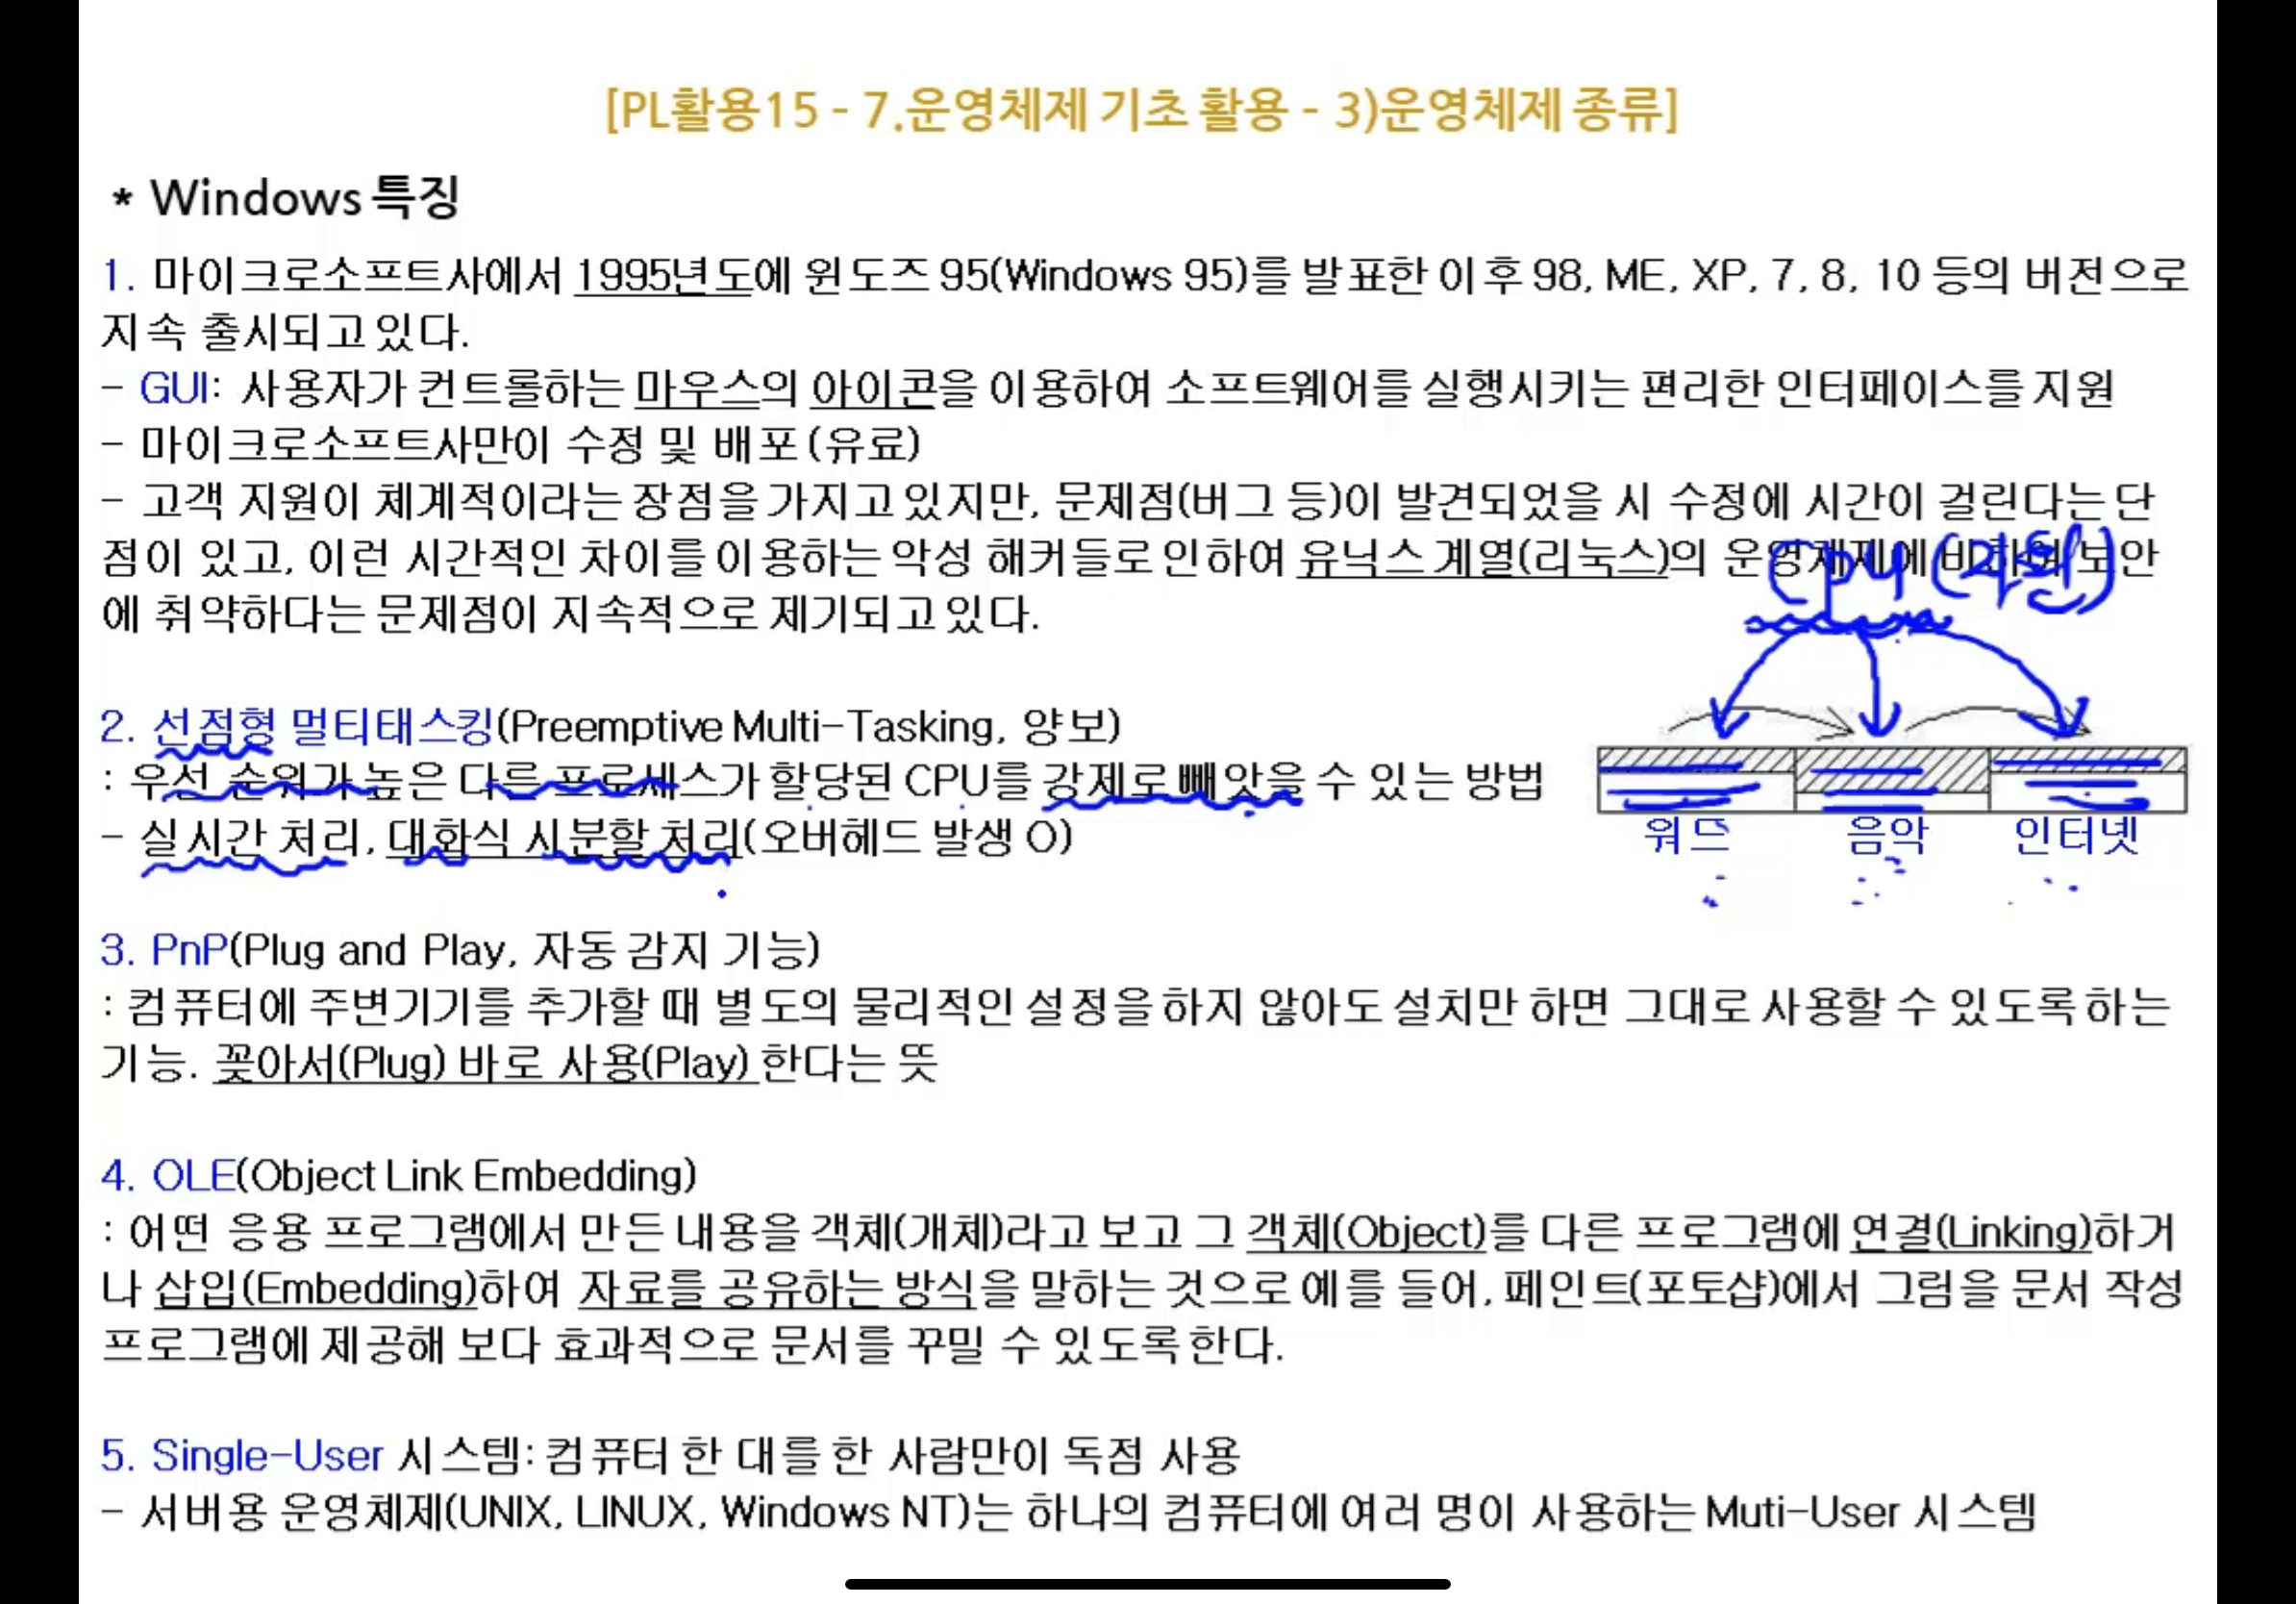 [PL활용15 - 7.운영체제 기초 활용 - 3)운영체제 종류]
* Windows 특징
1. 마이크로소프트사에서 1995년도에 윈도즈 95(Windows 95)를 발표한 이후 98, ME, XP, 7, 8, 10 등의 버전으로
지속 출시되고 있다.
- GUI: 사용자가 컨트롤하는 마우스의 아이콘을 이용하여 소프트웨어를 실행시키는 편리한 인터페이스를 지원
- 마이크로소프트사만이 수정 및 배포(유료)
- 고객 지원이 체계적이라는 장점을 가지고 있지만, 문제점(버그 등)이 발견되었을 시 수정에 시간이 걸린다는 단
점이 있고, 이런 시간적인 차이를 이용하는 악성 해커들로 인하여 유닉스 계열(리눅스)의 운영체제에 비하여 보안
에 취약하다는 문제점이 지속적으로 제기되고 있다.
CPU (자원)
2. 선점형 멀티태스킹(Preemptive Multi-Tasking, 양보)
: 우선 순위가 높은 다른 프로세스가 할당된 CPU를 강제로 빼앗을 수 있는 방법
- 실시간 처리, 대화식 시분할 처리(오버헤드 발생 O)
워드 음악 인터넷
3. PnP(Plug and Play, 자동 감지 기능)
: 컴퓨터에 주변기기를 추가할 때 별도의 물리적인 설정을 하지 않아도 설치만 하면 그대로 사용할 수 있도록 하는
기능. 꽂아서(Plug) 바로 사용(Play) 한다는 뜻
4. OLE(Object Link Embedding)
: 어떤 응용 프로그램에서 만든 내용을 객체(개체)라고 보고 그 객체(Object)를 다른 프로그램에 연결(Linking)하거
나 삽입(Embedding)하여 자료를 공유하는 방식을 말하는 것으로 예를 들어, 페인트(포토샵)에서 그림을 문서 작성
프로그램에 제공해 보다 효과적으로 문서를 꾸밀 수 있도록 한다.
5. Single-User 시스템: 컴퓨터 한 대를 한 사람만이 독점 사용
- 서버용 운영체제(UNIX, LINUX, Windows NT)는 하나의 컴퓨터에 여러 명이 사용하는 Muti-User 시스템